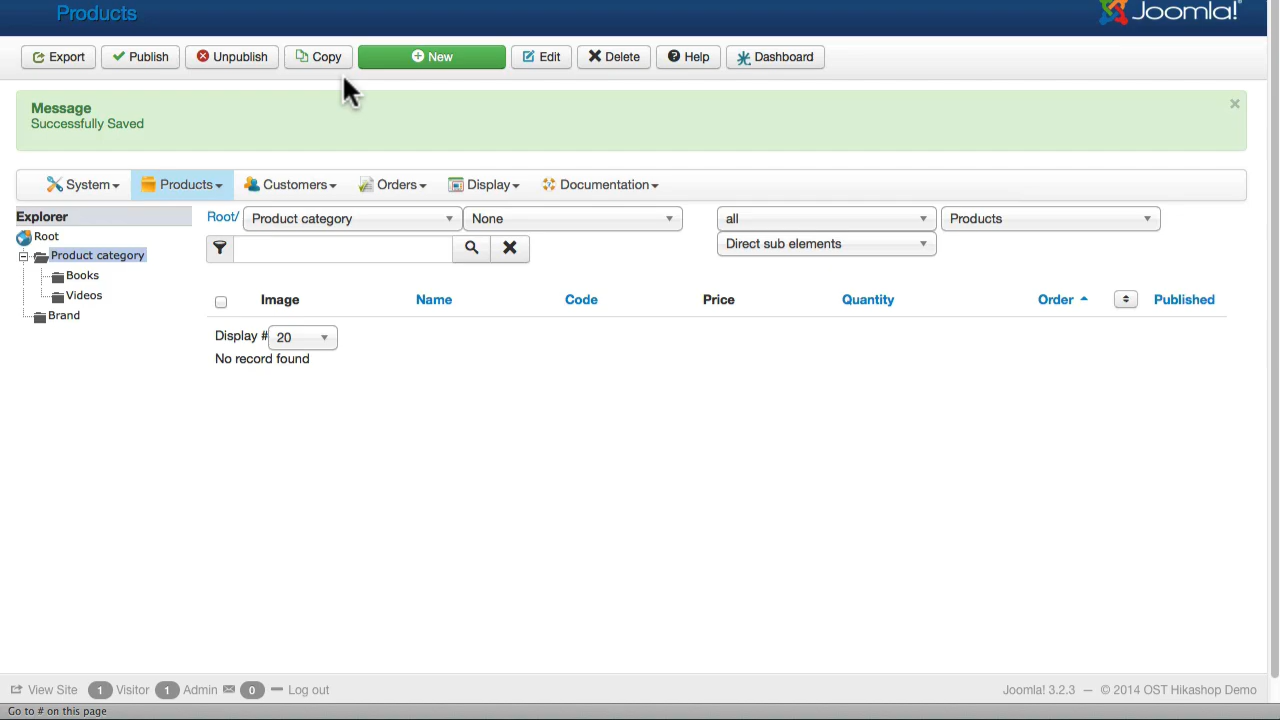 Products
Joomla!
Export Publish Unpublish Copy New Edit Delete Help Dashboard
Message
Successfully Saved
×
System Products Customers Orders Display Documentation
Explorer
Root
Product category
Books
Videos
Brand
Root/ Product category None all Products
Direct sub elements
Image Name Code Price Quantity Order Published
Display # 20
No record found
View Site 1 Visitor 1 Admin 0 Log out Joomla! 3.2.3 — © 2014 OST Hikashop Demo
Go to # on this page